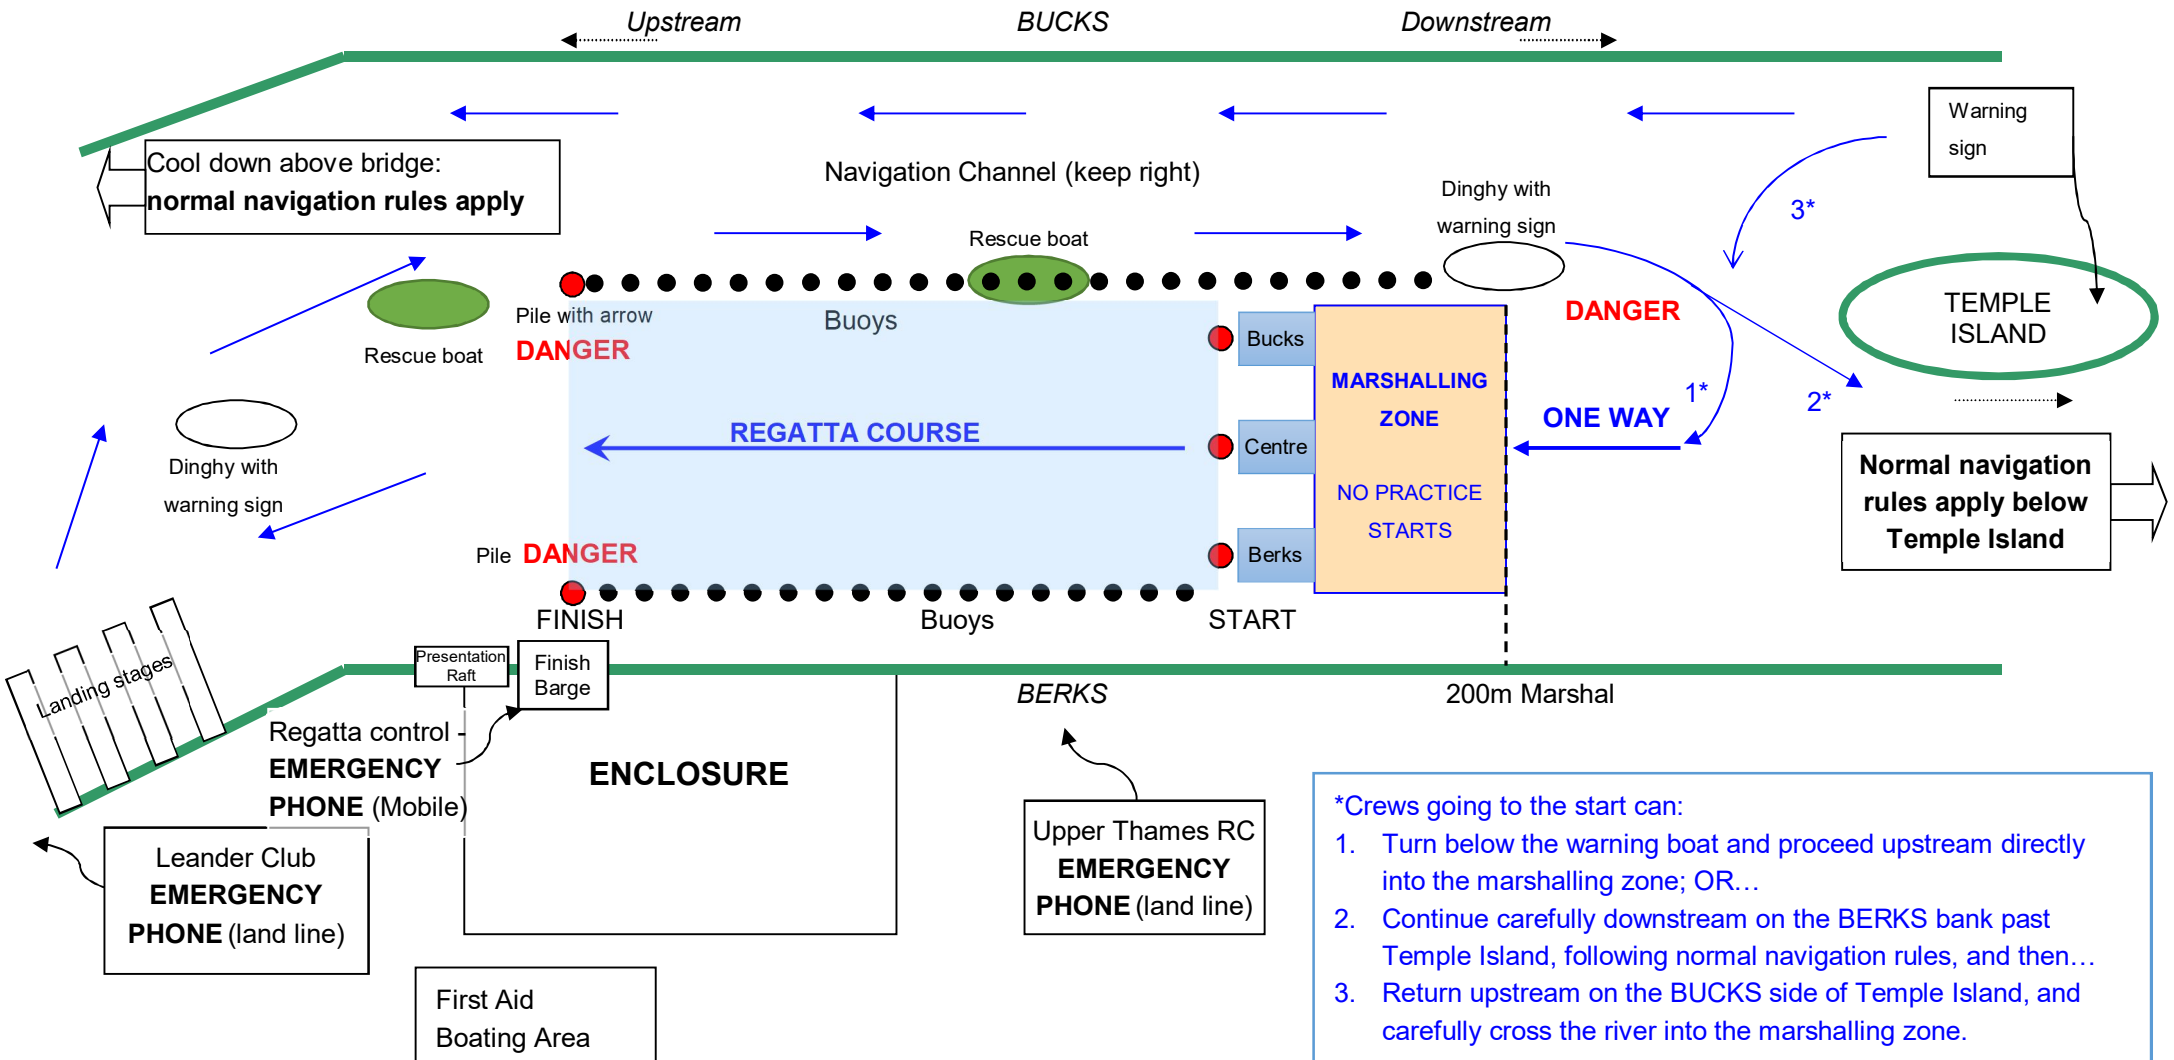 Upstream
BUCKS
Downstream
Warning
sign
Cool down above bridge:
normal navigation rules apply
Navigation Channel (keep right)
Dinghy with
warning sign
3*
Rescue boat
Rescue boat
Pile with arrow
DANGER
Buoys
DANGER
TEMPLE
ISLAND
Bucks
MARSHALLING
ZONE
NO PRACTICE
STARTS
REGATTA COURSE
Centre
ONE WAY
1*
2*
Dinghy with
warning sign
Normal navigation
rules apply below
Temple Island
Pile DANGER
Berks
FINISH
Buoys
START
Landing stages
Presentation
Raft
Finish
Barge
BERKS
200m Marshal
Regatta control -
EMERGENCY
PHONE (Mobile)
ENCLOSURE
Leander Club
EMERGENCY
PHONE (land line)
Upper Thames RC
EMERGENCY
PHONE (land line)
First Aid
Boating Area
*Crews going to the start can:
1. Turn below the warning boat and proceed upstream directly
into the marshalling zone; OR…
2. Continue carefully downstream on the BERKS bank past
Temple Island, following normal navigation rules, and then…
3. Return upstream on the BUCKS side of Temple Island, and
carefully cross the river into the marshalling zone.